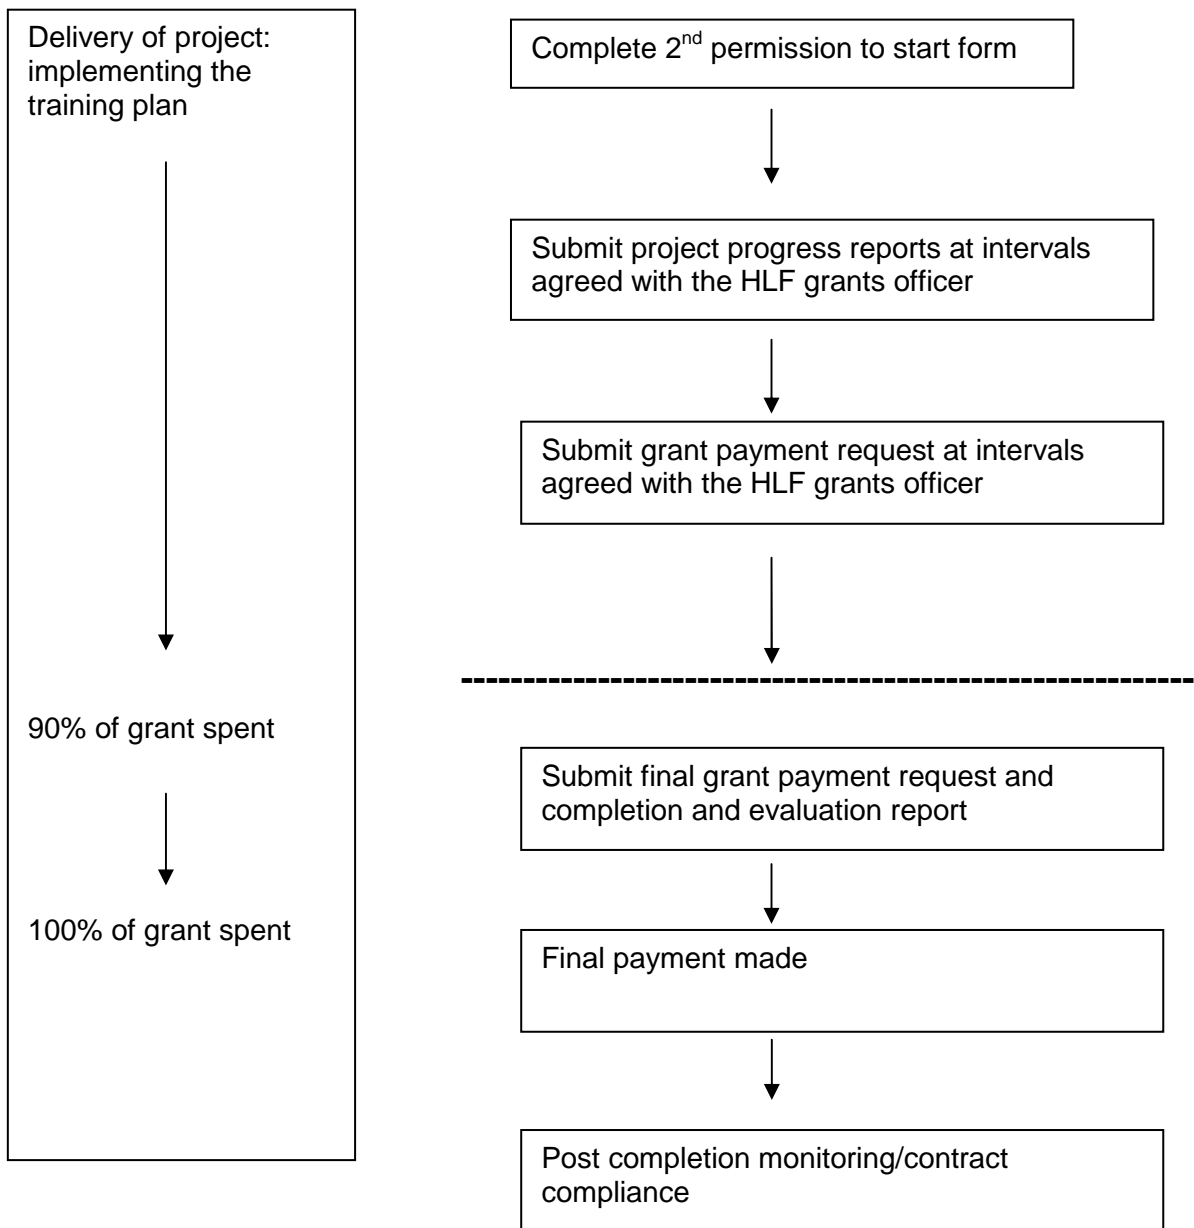 Delivery of project:
implementing the
training plan
90% of grant spent
100% of grant spent
Complete 2nd permission to start form
Submit project progress reports at intervals
agreed with the HLF grants officer
Submit grant payment request at intervals
agreed with the HLF grants officer
Submit final grant payment request and
completion and evaluation report
Final payment made
Post completion monitoring/contract
compliance